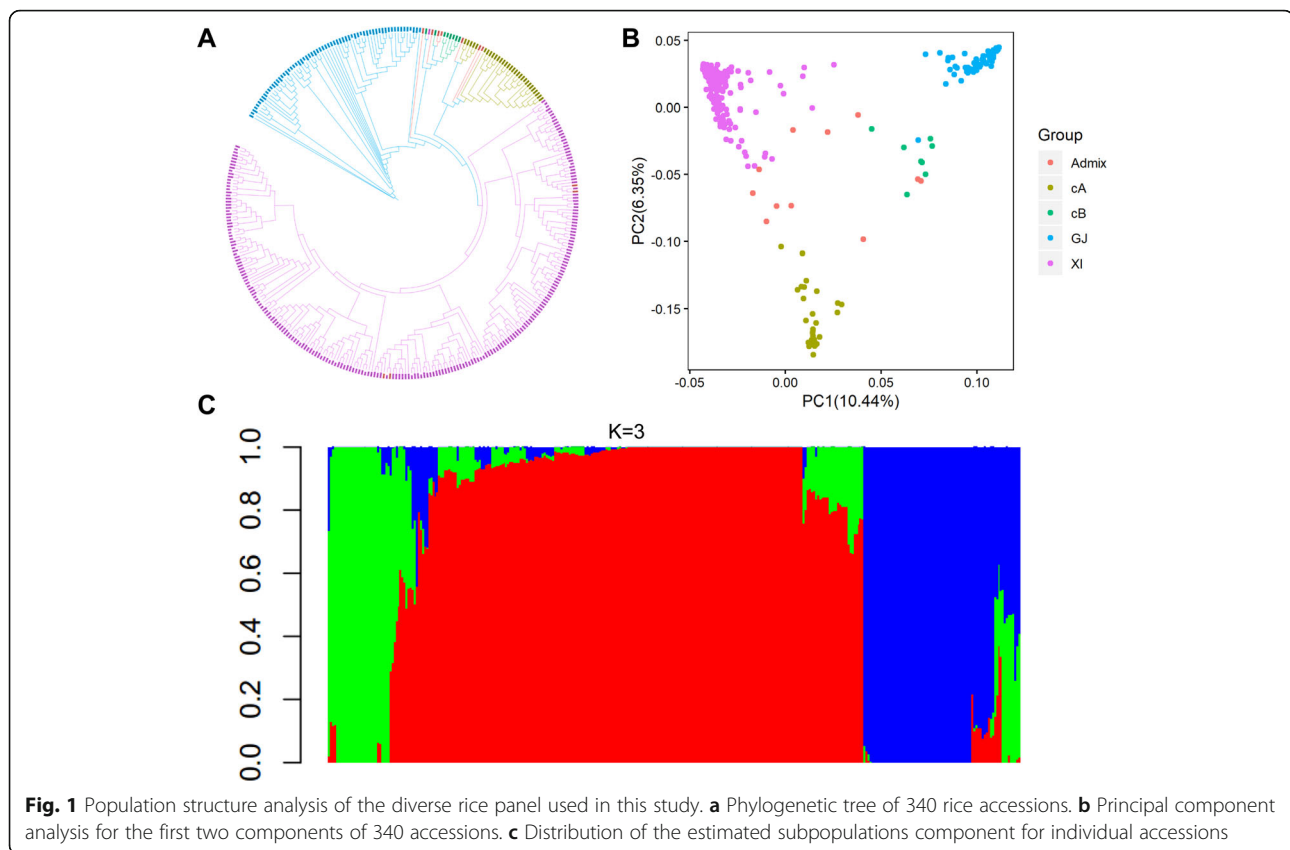 A
B
0.05
0.00
-0.05
-0.10
-0.15
PC2(6.35%)
-0.05
0.00
0.05
0.10
PC1(10.44%)
Group
Admix
cA
cB
GJ
XI
C
K=3
1.0
0.8
0.6
0.4
0.2
0.0
Fig. 1 Population structure analysis of the diverse rice panel used in this study. a Phylogenetic tree of 340 rice accessions. b Principal component
analysis for the first two components of 340 accessions. c Distribution of the estimated subpopulations component for individual accessions